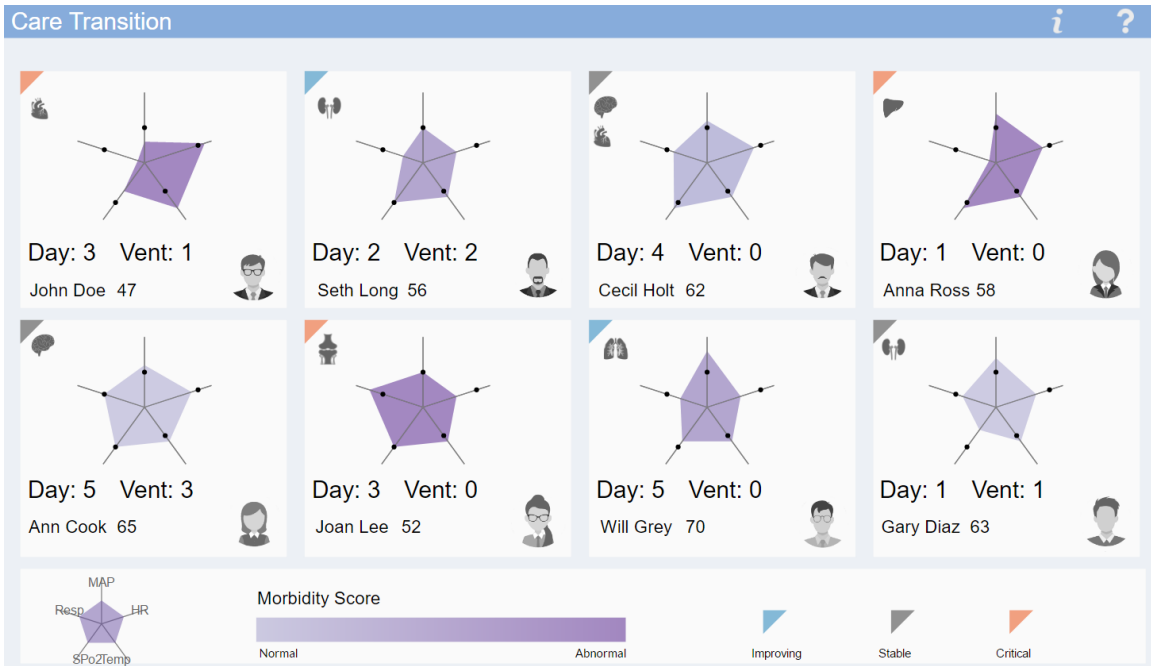 Care Transition i ?
Day: 3 Vent: 1
John Doe 47
Day: 2 Vent: 2
Seth Long 56
Day: 4 Vent: 0
Cecil Holt 62
Day: 1 Vent: 0
Anna Ross 58
Day: 5 Vent: 3
Ann Cook 65
Day: 3 Vent: 0
Joan Lee 52
Day: 5 Vent: 0
Will Grey 70
Day: 1 Vent: 1
Gary Diaz 63
MAP
Resp HR
SPo2 Temp
Morbidity Score
Normal Abnormal
Improving Stable Critical